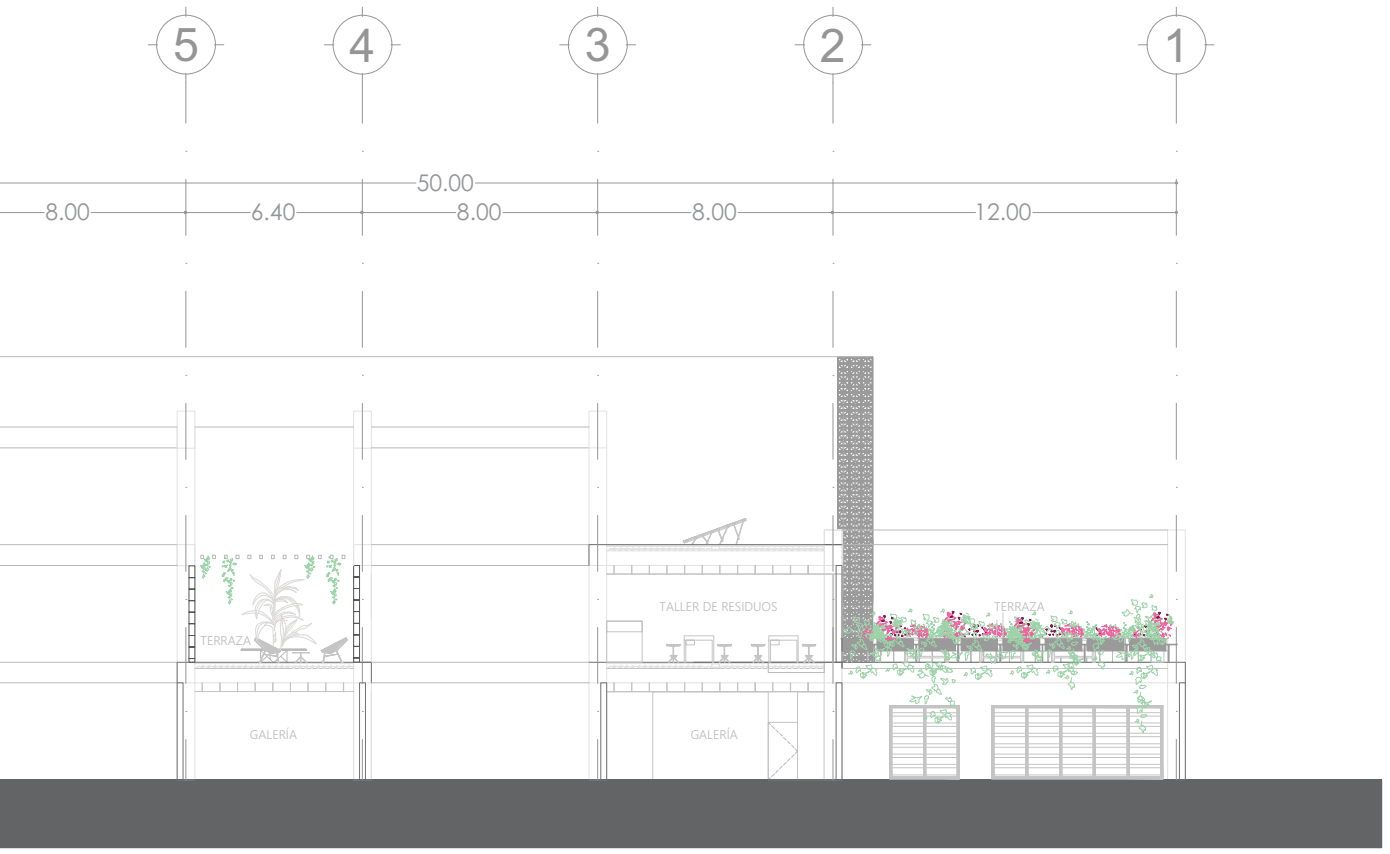 5 4 3 2 1
50.00
8.00 6.40 8.00 8.00 12.00
TALLER DE RESIDUOS TERRAZA
TERRAZA
GALERÍA GALERÍA